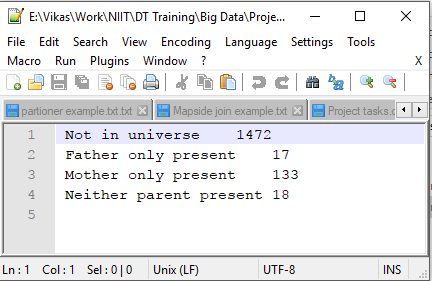 E:\Vikas\Work\NIIT\DT Training\Big Data\Proje...
File Edit Search View Encoding Language Settings Tools
Macro Run Plugins Window ? X
partioner example.txt.txt Mapside join example.txt Project tasks.
1 Not in universe 1472
2 Father only present 17
3 Mother only present 133
4 Neither parent present 18
5
Ln : 1 Col : 1 Sel : 0 | 0 Unix (LF) UTF-8 INS